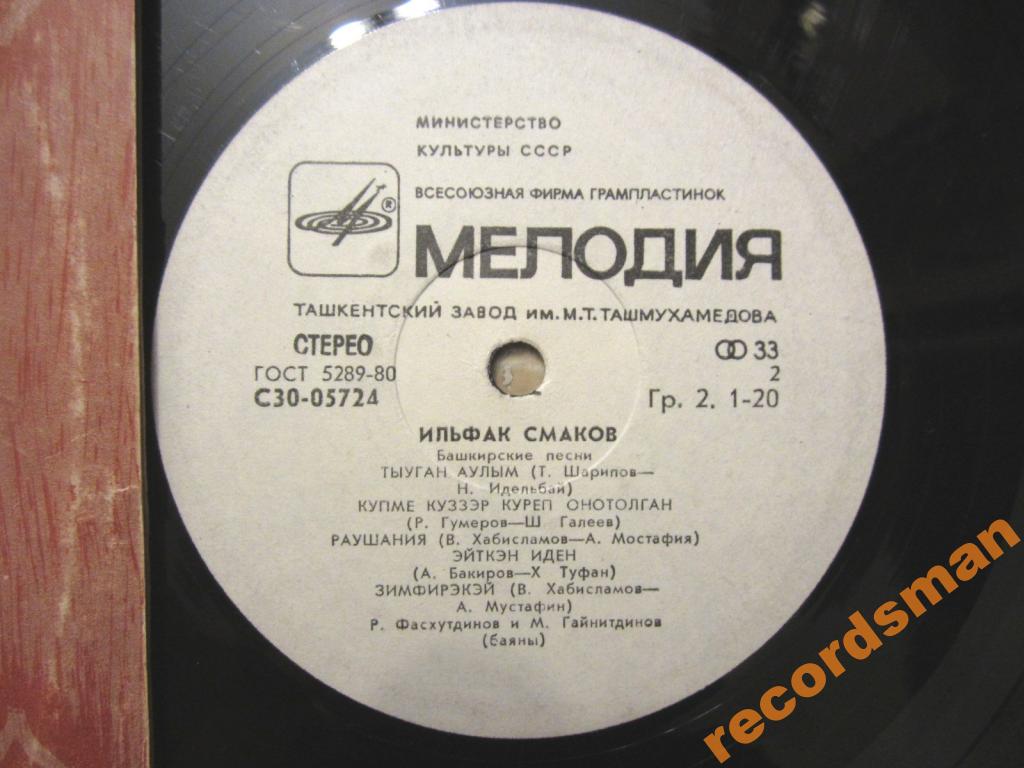 МИНИСТЕРСТВО
КУЛЬТУРЫ СССР
ВСЕСОЮЗНАЯ ФИРМА ГРАМПЛАСТИНОК
®
МЕЛОДИЯ
ТАШКЕНТСКИЙ ЗАВОД ИМ. М.Т. ТАШМУХАМЕДОВА
СТЕРЕО 33
ГОСТ 5289-80 2
С30-05724 Гр. 2. 1-20
ИЛЬФАК СМАКОВ
Башкирские песни
ТЫУГАН АУЛЫМ (Т. Шарипов—
Н. Идельбай)
КУПМЕ КУЗЗЭР КУРЕП ОНОТОЛГАН
(Р. Гумеров—Ш. Галеев)
РАУШАНИЯ (В. Хабисламов—А. Мостафия)
ЭЙТКЭН ИДЕН
(А. Бакиров—Х Туфан)
ЗИМФИРЭКЭЙ (В. Хабисламов—
А. Мустафин)
Р. Фасхутдинов и М. Гайнитдинов
(баяны)
recordsman